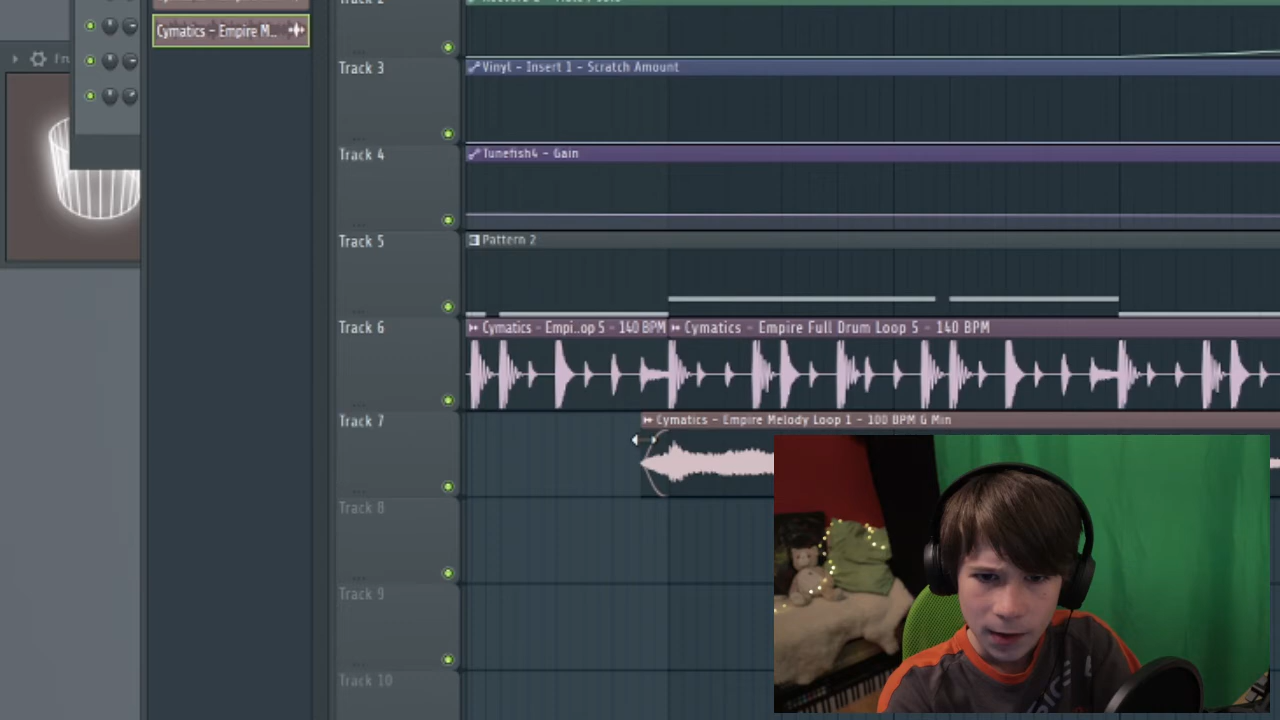 Track 2
Cymatics - Empire M..
Track 3
Vinyl - Insert 1 - Scratch Amount
Track 4
Tunefish4 - Gain
Track 5
Pattern 2
Track 6
Cymatics - Empi..op 5 - 140 BPM
Cymatics - Empire Full Drum Loop 5 - 140 BPM
Track 7
Cymatics - Empire Melody Loop 1 - 100 BPM G Min
Track 8
Track 9
Track 10